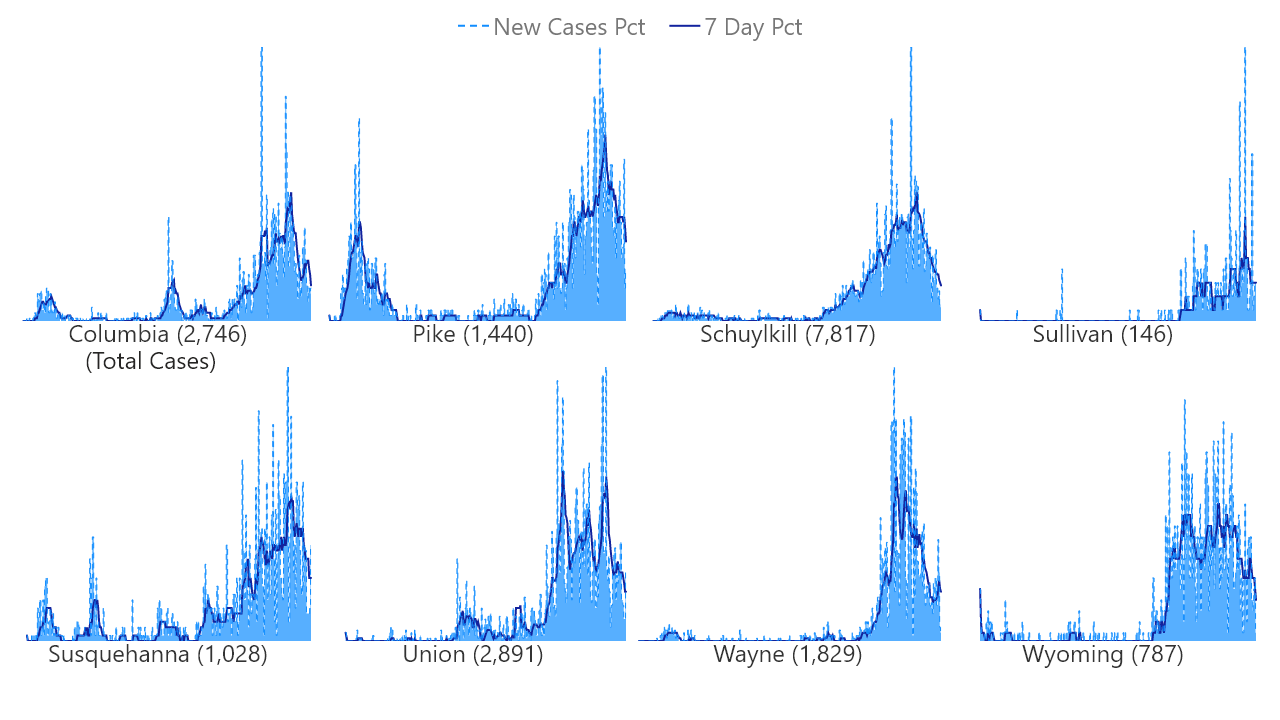 New Cases Pct 7 Day Pct
Columbia (2,746) Pike (1,440) Schuylkill (7,817) Sullivan (146)
(Total Cases)
Susquehanna (1,028) Union (2,891) Wayne (1,829) Wyoming (787)